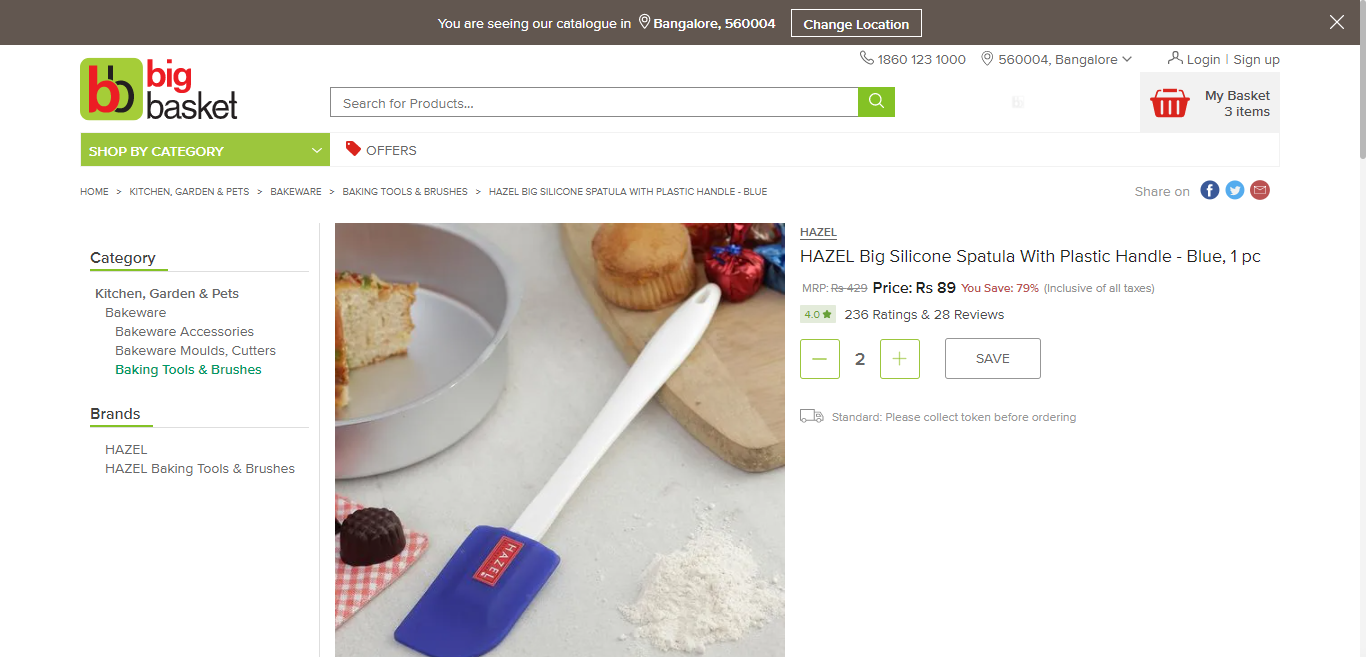 You are seeing our catalogue in Bangalore, 560004 Change Location
1860 123 1000 560004, Bangalore Login | Sign up
bb big basket
Search for Products...
My Basket
3 items
SHOP BY CATEGORY OFFERS
HOME > KITCHEN, GARDEN & PETS > BAKEWARE > BAKING TOOLS & BRUSHES > HAZEL BIG SILICONE SPATULA WITH PLASTIC HANDLE - BLUE
Share on
Category
Kitchen, Garden & Pets
Bakeware
Bakeware Accessories
Bakeware Moulds, Cutters
Baking Tools & Brushes
Brands
HAZEL
HAZEL Baking Tools & Brushes
HAZEL
HAZEL
HAZEL Big Silicone Spatula With Plastic Handle - Blue, 1 pc
MRP: Rs 429 Price: Rs 89 You Save: 79% (Inclusive of all taxes)
4.0 ★ 236 Ratings & 28 Reviews
2 SAVE
Standard: Please collect token before ordering